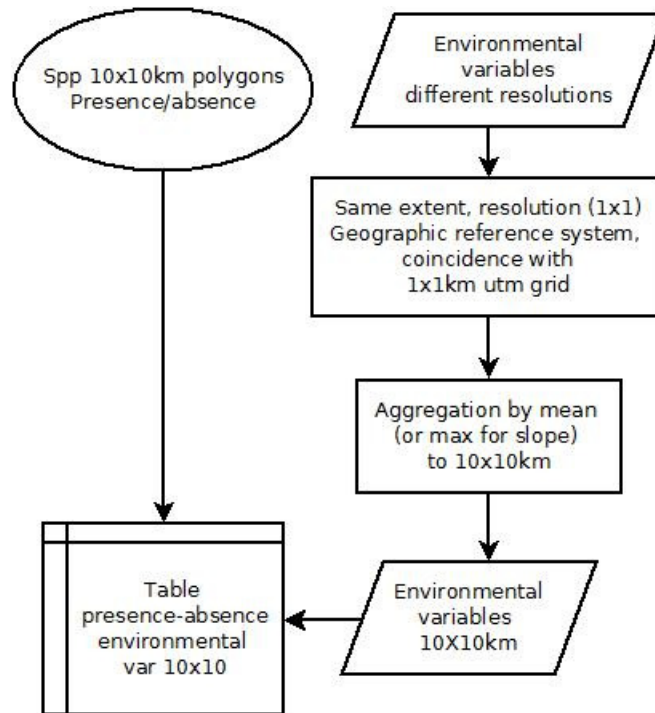 Spp 10x10km polygons
Presence/absence
Environmental
variables
different resolutions
Same extent, resolution (1x1)
Geographic reference system,
coincidence with
1x1km utm grid
Aggregation by mean
(or max for slope)
to 10x10km
Environmental
variables
10X10km
Table
presence-absence
environmental
var 10x10